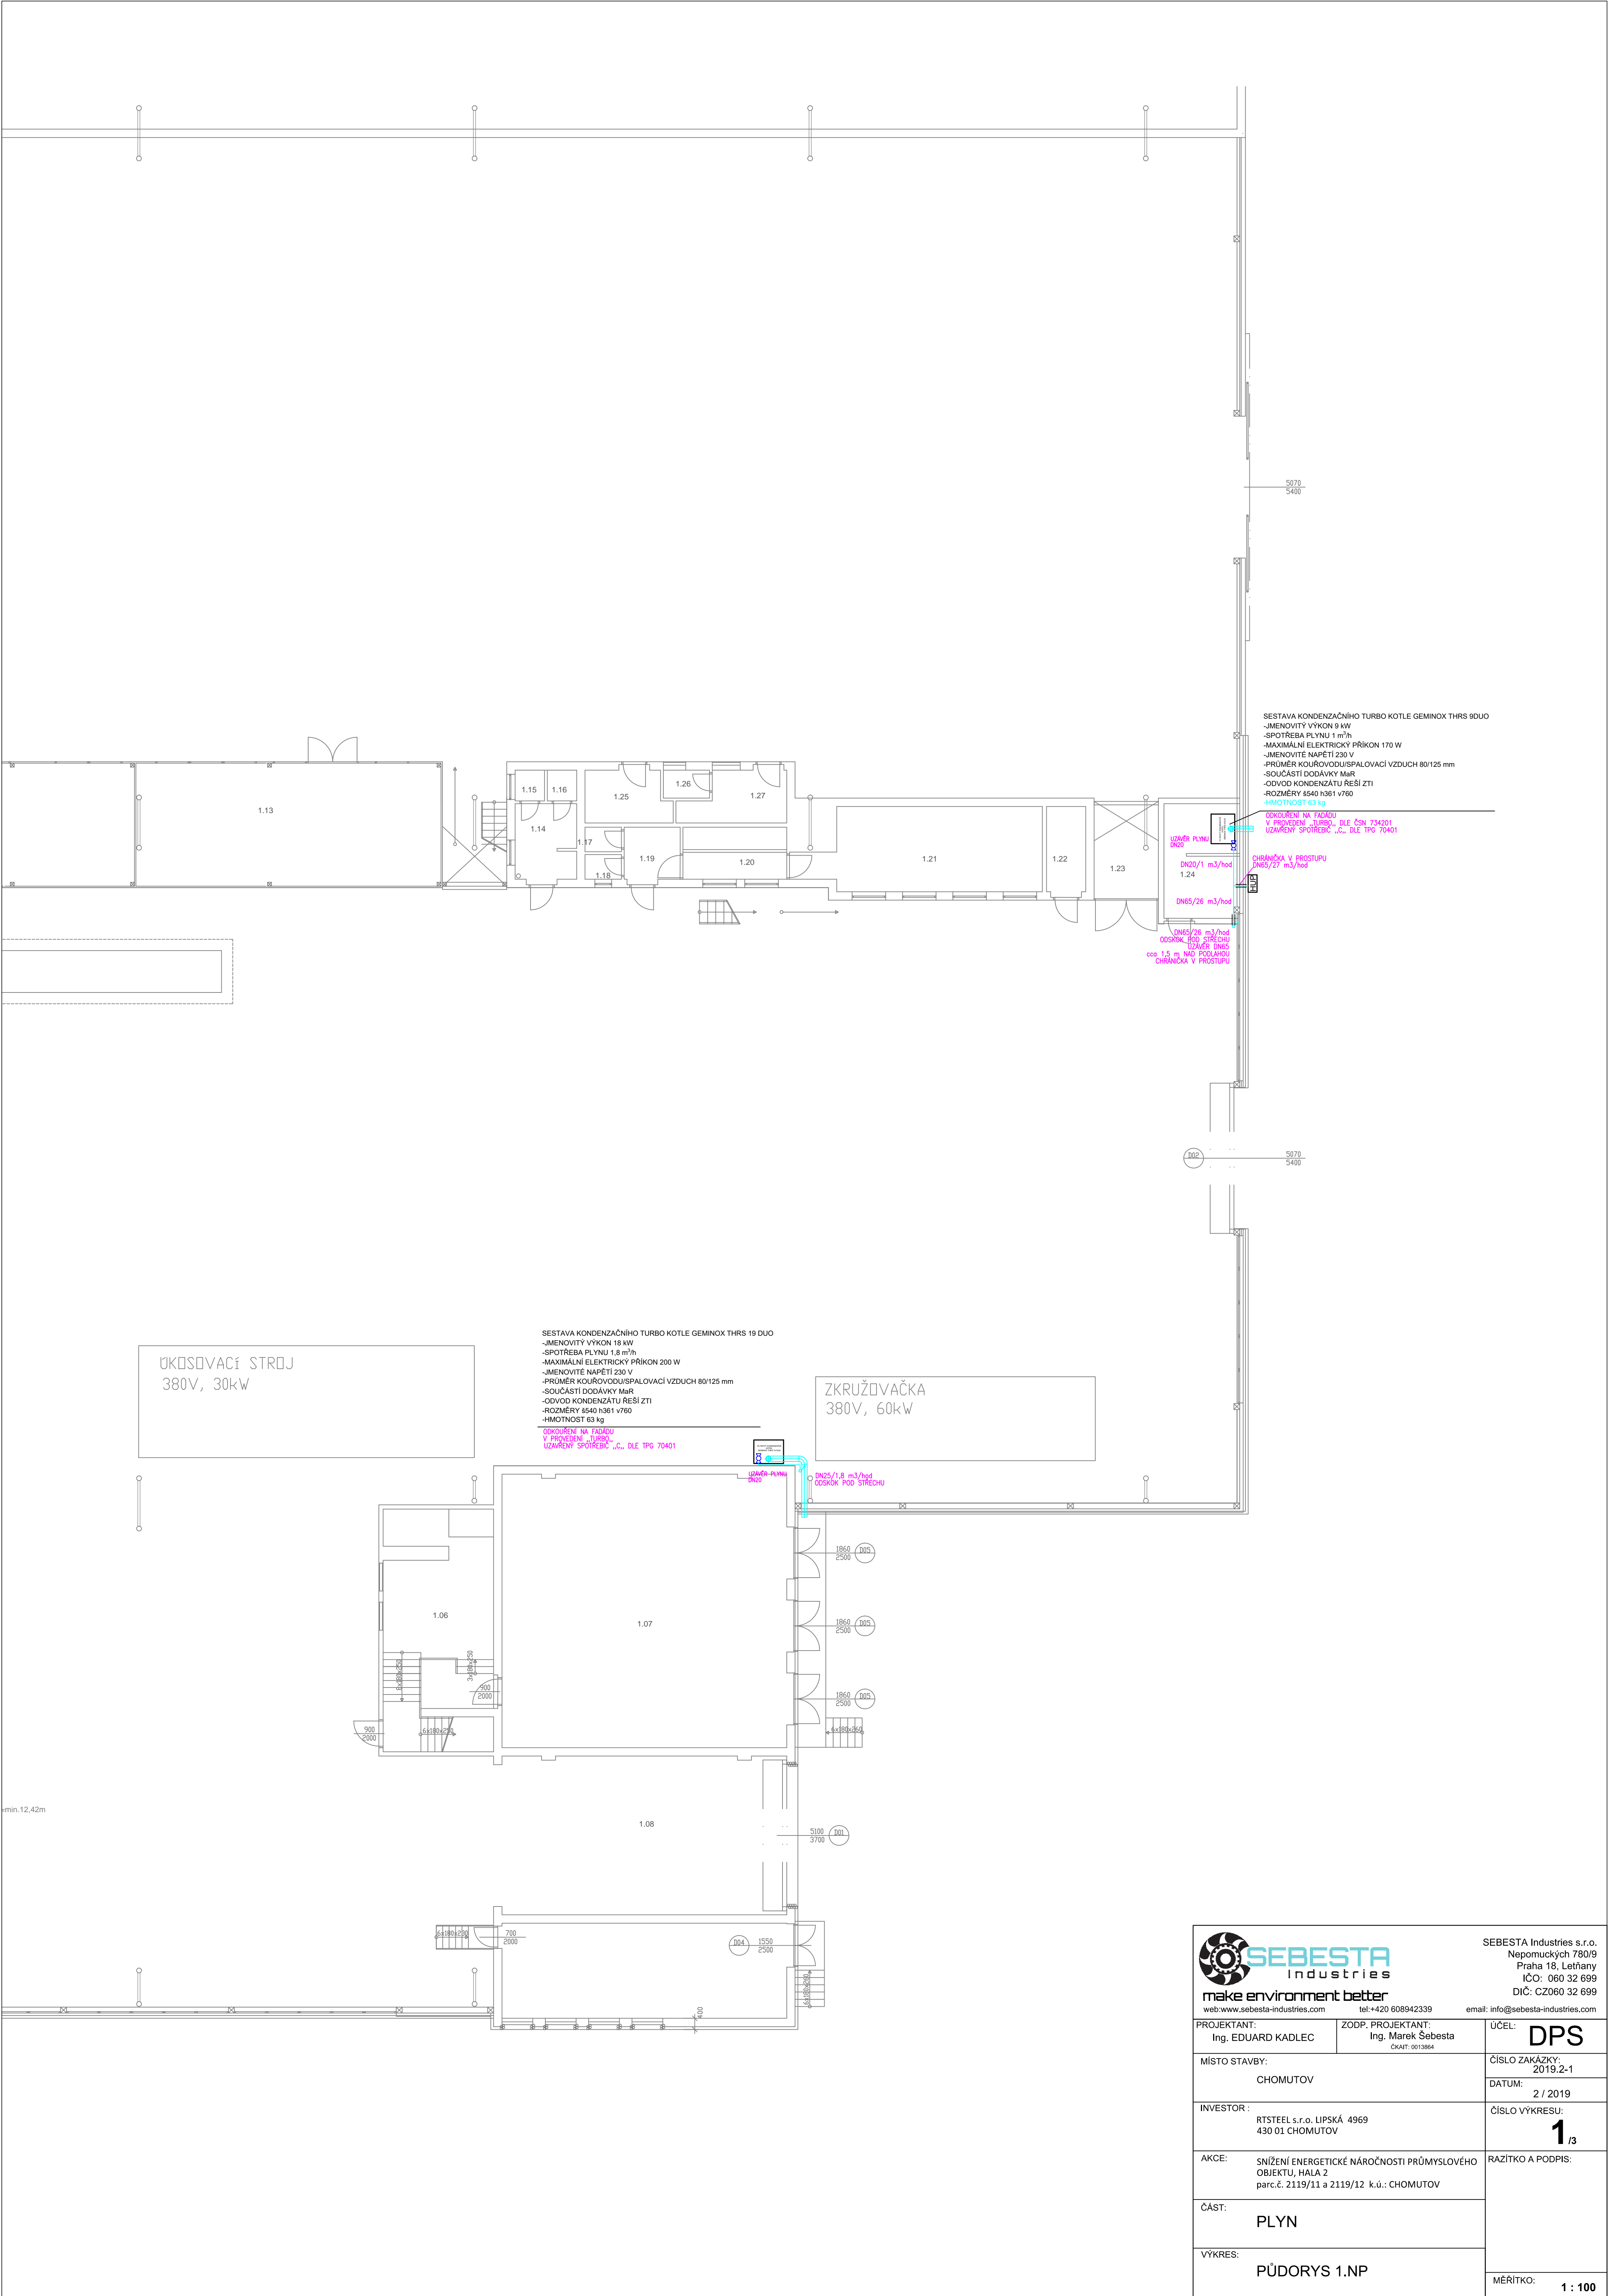 5070
5400
SESTAVA KONDENZAČNÍHO TURBO KOTLE GEMINOX THRS 9DUO
-JMENOVITÝ VÝKON 9 kW
-SPOTŘEBA PLYNU 1 m³/h
-MAXIMÁLNÍ ELEKTRICKÝ PŘÍKON 170 W
-JMENOVITÉ NAPĚTÍ 230 V
-PRŮMĚR KOUŘOVODU/SPALOVACÍ VZDUCH 80/125 mm
-SOUČÁSTÍ DODÁVKY MaR
-ODVOD KONDENZÁTU ŘEŠÍ ZTI
-ROZMĚRY š540 h361 v760
-HMOTNOST 63 kg
ODKOUŘENÍ NA FADÁDU
V PROVEDENÍ „TURBO„ DLE ČSN 734201
UZAVŘENÝ SPOTŘEBIČ „C„ DLE TPG 70401
UZÁVĚR PLYNU
DN20
DN20/1 m3/hod
CHRÁNIČKA V PROSTUPU
DN65/27 m3/hod
HUP
DN65/26 m3/hod
DN65/26 m3/hod
ODSKOK POD STŘECHU
UZÁVĚR DN65
cca 1,5 m NAD PODLAHOU
CHRÁNIČKA V PROSTUPU
1.13
1.15
1.16
1.14
1.17
1.18
1.25
1.26
1.27
1.19
1.20
1.21
1.22
1.23
1.24
D02
5070
5400
ÚKOSOVACÍ STROJ
380V, 30kW
SESTAVA KONDENZAČNÍHO TURBO KOTLE GEMINOX THRS 19 DUO
-JMENOVITÝ VÝKON 18 kW
-SPOTŘEBA PLYNU 1,8 m³/h
-MAXIMÁLNÍ ELEKTRICKÝ PŘÍKON 200 W
-JMENOVITÉ NAPĚTÍ 230 V
-PRŮMĚR KOUŘOVODU/SPALOVACÍ VZDUCH 80/125 mm
-SOUČÁSTÍ DODÁVKY MaR
-ODVOD KONDENZÁTU ŘEŠÍ ZTI
-ROZMĚRY š540 h361 v760
-HMOTNOST 63 kg
ODKOUŘENÍ NA FADÁDU
V PROVEDENÍ „TURBO„
UZAVŘENÝ SPOTŘEBIČ „C„ DLE TPG 70401
ZKRUŽOVAČKA
380V, 60kW
UZÁVĚR PLYNU
DN20
DN25/1,8 m3/hod
ODSKOK POD STŘECHU
1860
2500
D05
1860
2500
D05
1860
2500
D05
1.06
1.07
8x180x250
3x180x250
900
2000
900
2000
6x180x250
6x180x260
min.12,42m
1.08
5100
3700
D01
6x180x230
700
2000
D04
1550
2500
6x180x260
400
SEBESTA
Industries
make environment better
SEBESTA Industries s.r.o.
Nepomuckých 780/9
Praha 18, Letňany
IČO: 060 32 699
DIČ: CZ060 32 699
web:www.sebesta-industries.com tel:+420 608942339 email: info@sebesta-industries.com
PROJEKTANT:
Ing. EDUARD KADLEC
ZODP. PROJEKTANT:
Ing. Marek Šebesta
ČKAIT: 0013864
ÚČEL:
DPS
MÍSTO STAVBY:
CHOMUTOV
ČÍSLO ZAKÁZKY:
2019.2-1
DATUM:
2 / 2019
INVESTOR :
RTSTEEL s.r.o. LIPSKÁ 4969
430 01 CHOMUTOV
ČÍSLO VÝKRESU:
1/3
AKCE:
SNÍŽENÍ ENERGETICKÉ NÁROČNOSTI PRŮMYSLOVÉHO
OBJEKTU, HALA 2
parc.č. 2119/11 a 2119/12 k.ú.: CHOMUTOV
RAZÍTKO A PODPIS:
ČÁST:
PLYN
VÝKRES:
PŮDORYS 1.NP
MĚŘÍTKO:
1 : 100